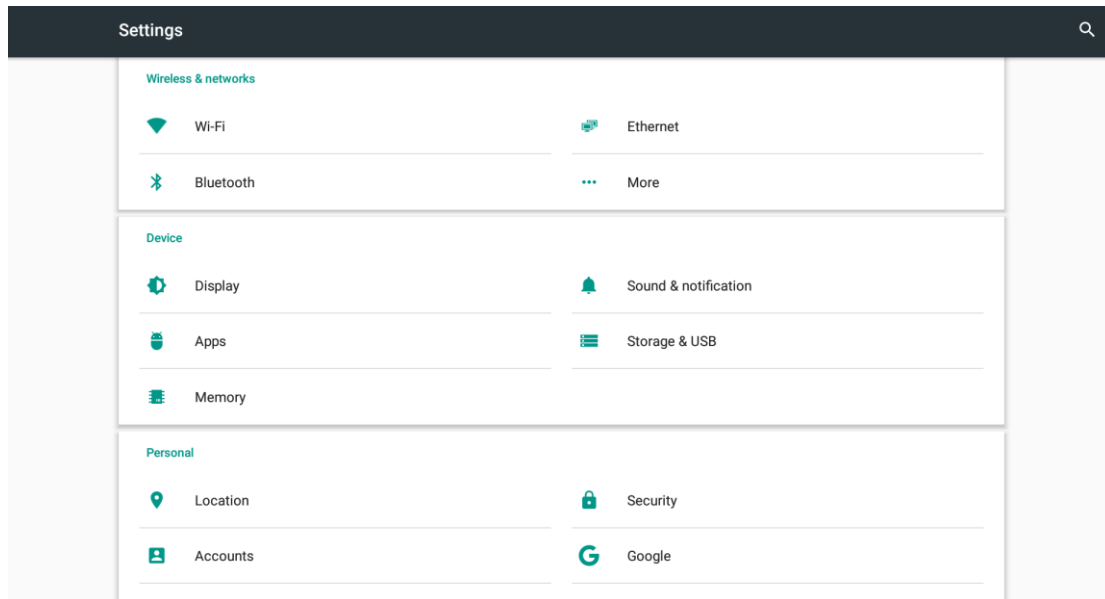 Settings
Wireless & networks
Wi-Fi
Ethernet
Bluetooth
More
Device
Display
Sound & notification
Apps
Storage & USB
Memory
Personal
Location
Security
Accounts
Google